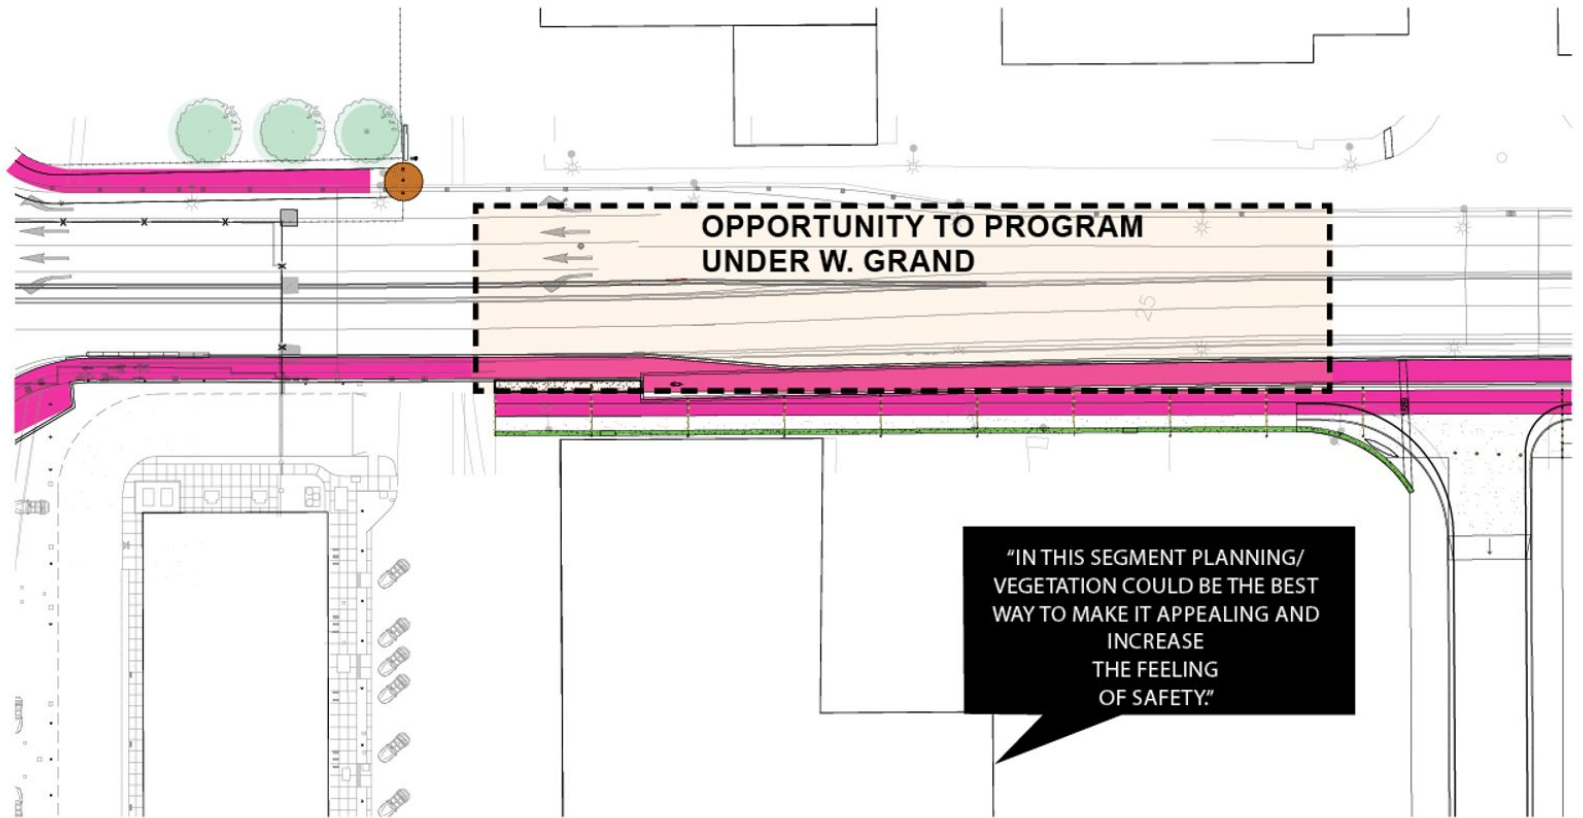 OPPORTUNITY TO PROGRAM
UNDER W. GRAND
25
“IN THIS SEGMENT PLANNING/
VEGETATION COULD BE THE BEST
WAY TO MAKE IT APPEALING AND
INCREASE
THE FEELING
OF SAFETY.”